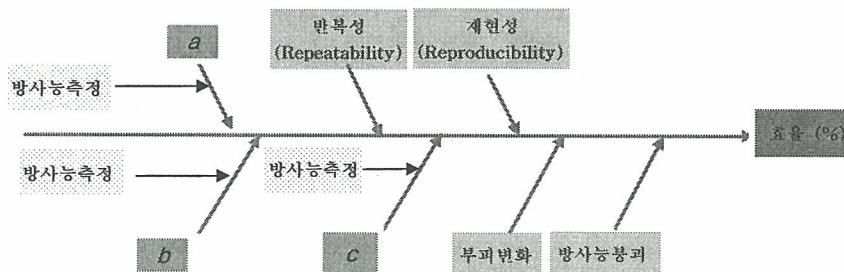 a
반복성
(Repeatability)
재현성
(Reproducibility)
방사능측정
효율 (%)
방사능측정
방사능측정
b
c
부피변화
방사능붕괴